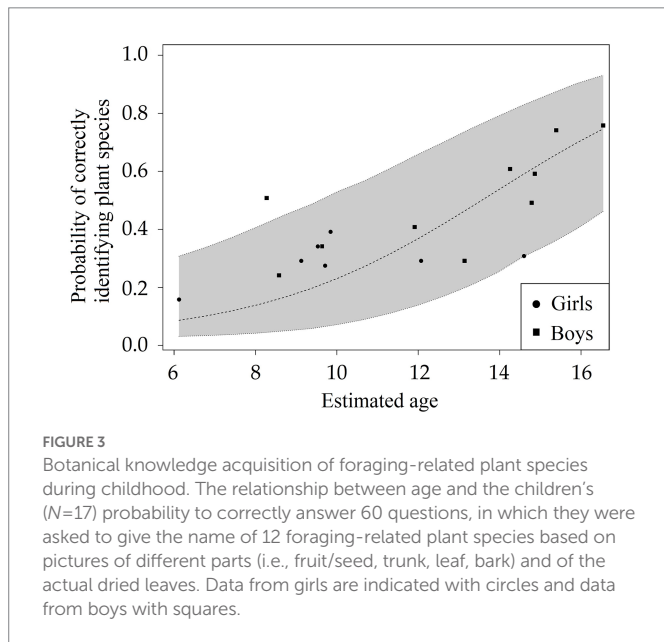 1.0
0.8
0.6
0.4
0.2
0.0
Probability of correctly
identifying plant species
Girls
Boys
6 8 10 12 14 16
Estimated age
FIGURE 3
Botanical knowledge acquisition of foraging-related plant species
during childhood. The relationship between age and the children's
(N=17) probability to correctly answer 60 questions, in which they were
asked to give the name of 12 foraging-related plant species based on
pictures of different parts (i.e., fruit/seed, trunk, leaf, bark) and of the
actual dried leaves. Data from girls are indicated with circles and data
from boys with squares.